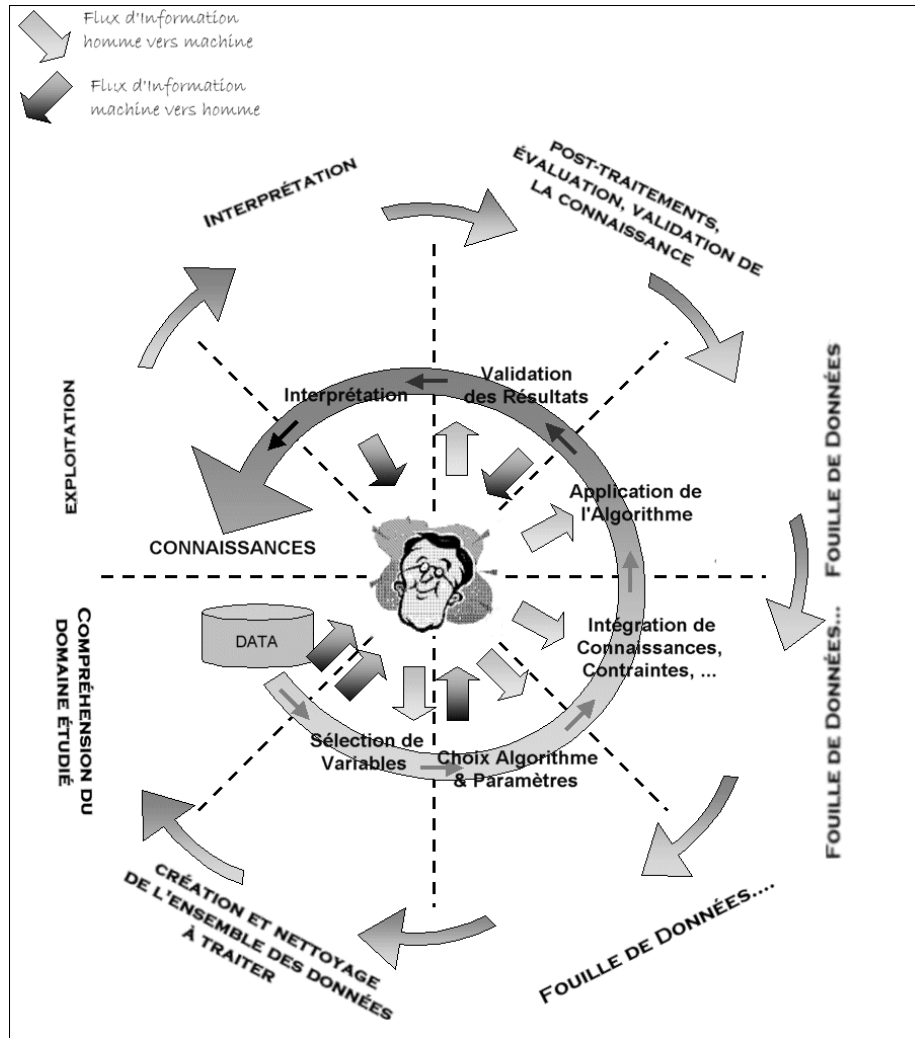 Flux d'Information
homme vers machine
Flux d'Information
machine vers homme
INTERPRÉTATION
POST-TRAITEMENTS,
ÉVALUATION, VALIDATION DE
LA CONNAISSANCE
EXPLOITATION
FOUILLE DE DONNÉES
Interprétation
Validation
des Résultats
Application de
l'Algorithme
CONNAISSANCES
DATA
Intégration de
Connaissances,
Contraintes, ...
Sélection de
Variables
Choix Algorithme
& Paramètres
COMPRÉHENSION DU
DOMAINE ÉTUDIÉ
FOUILLE DE DONNÉES...
CRÉATION ET NETTOYAGE
DE L'ENSEMBLE DES DONNÉES
À TRAITER
FOUILLE DE DONNÉES....